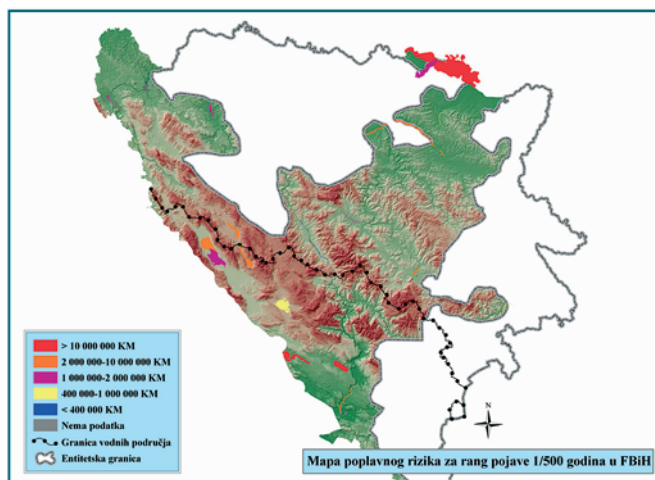 > 10 000 000 KM
2 000 000-10 000 000 KM
1 000 000-2 000 000 KM
400 000-1 000 000 KM
< 400 000 KM
Nema podatka
Granica vodnih područja
Entitetska granica
N
Mapa poplavnog rizika za rang pojave 1/500 godina u FBiH